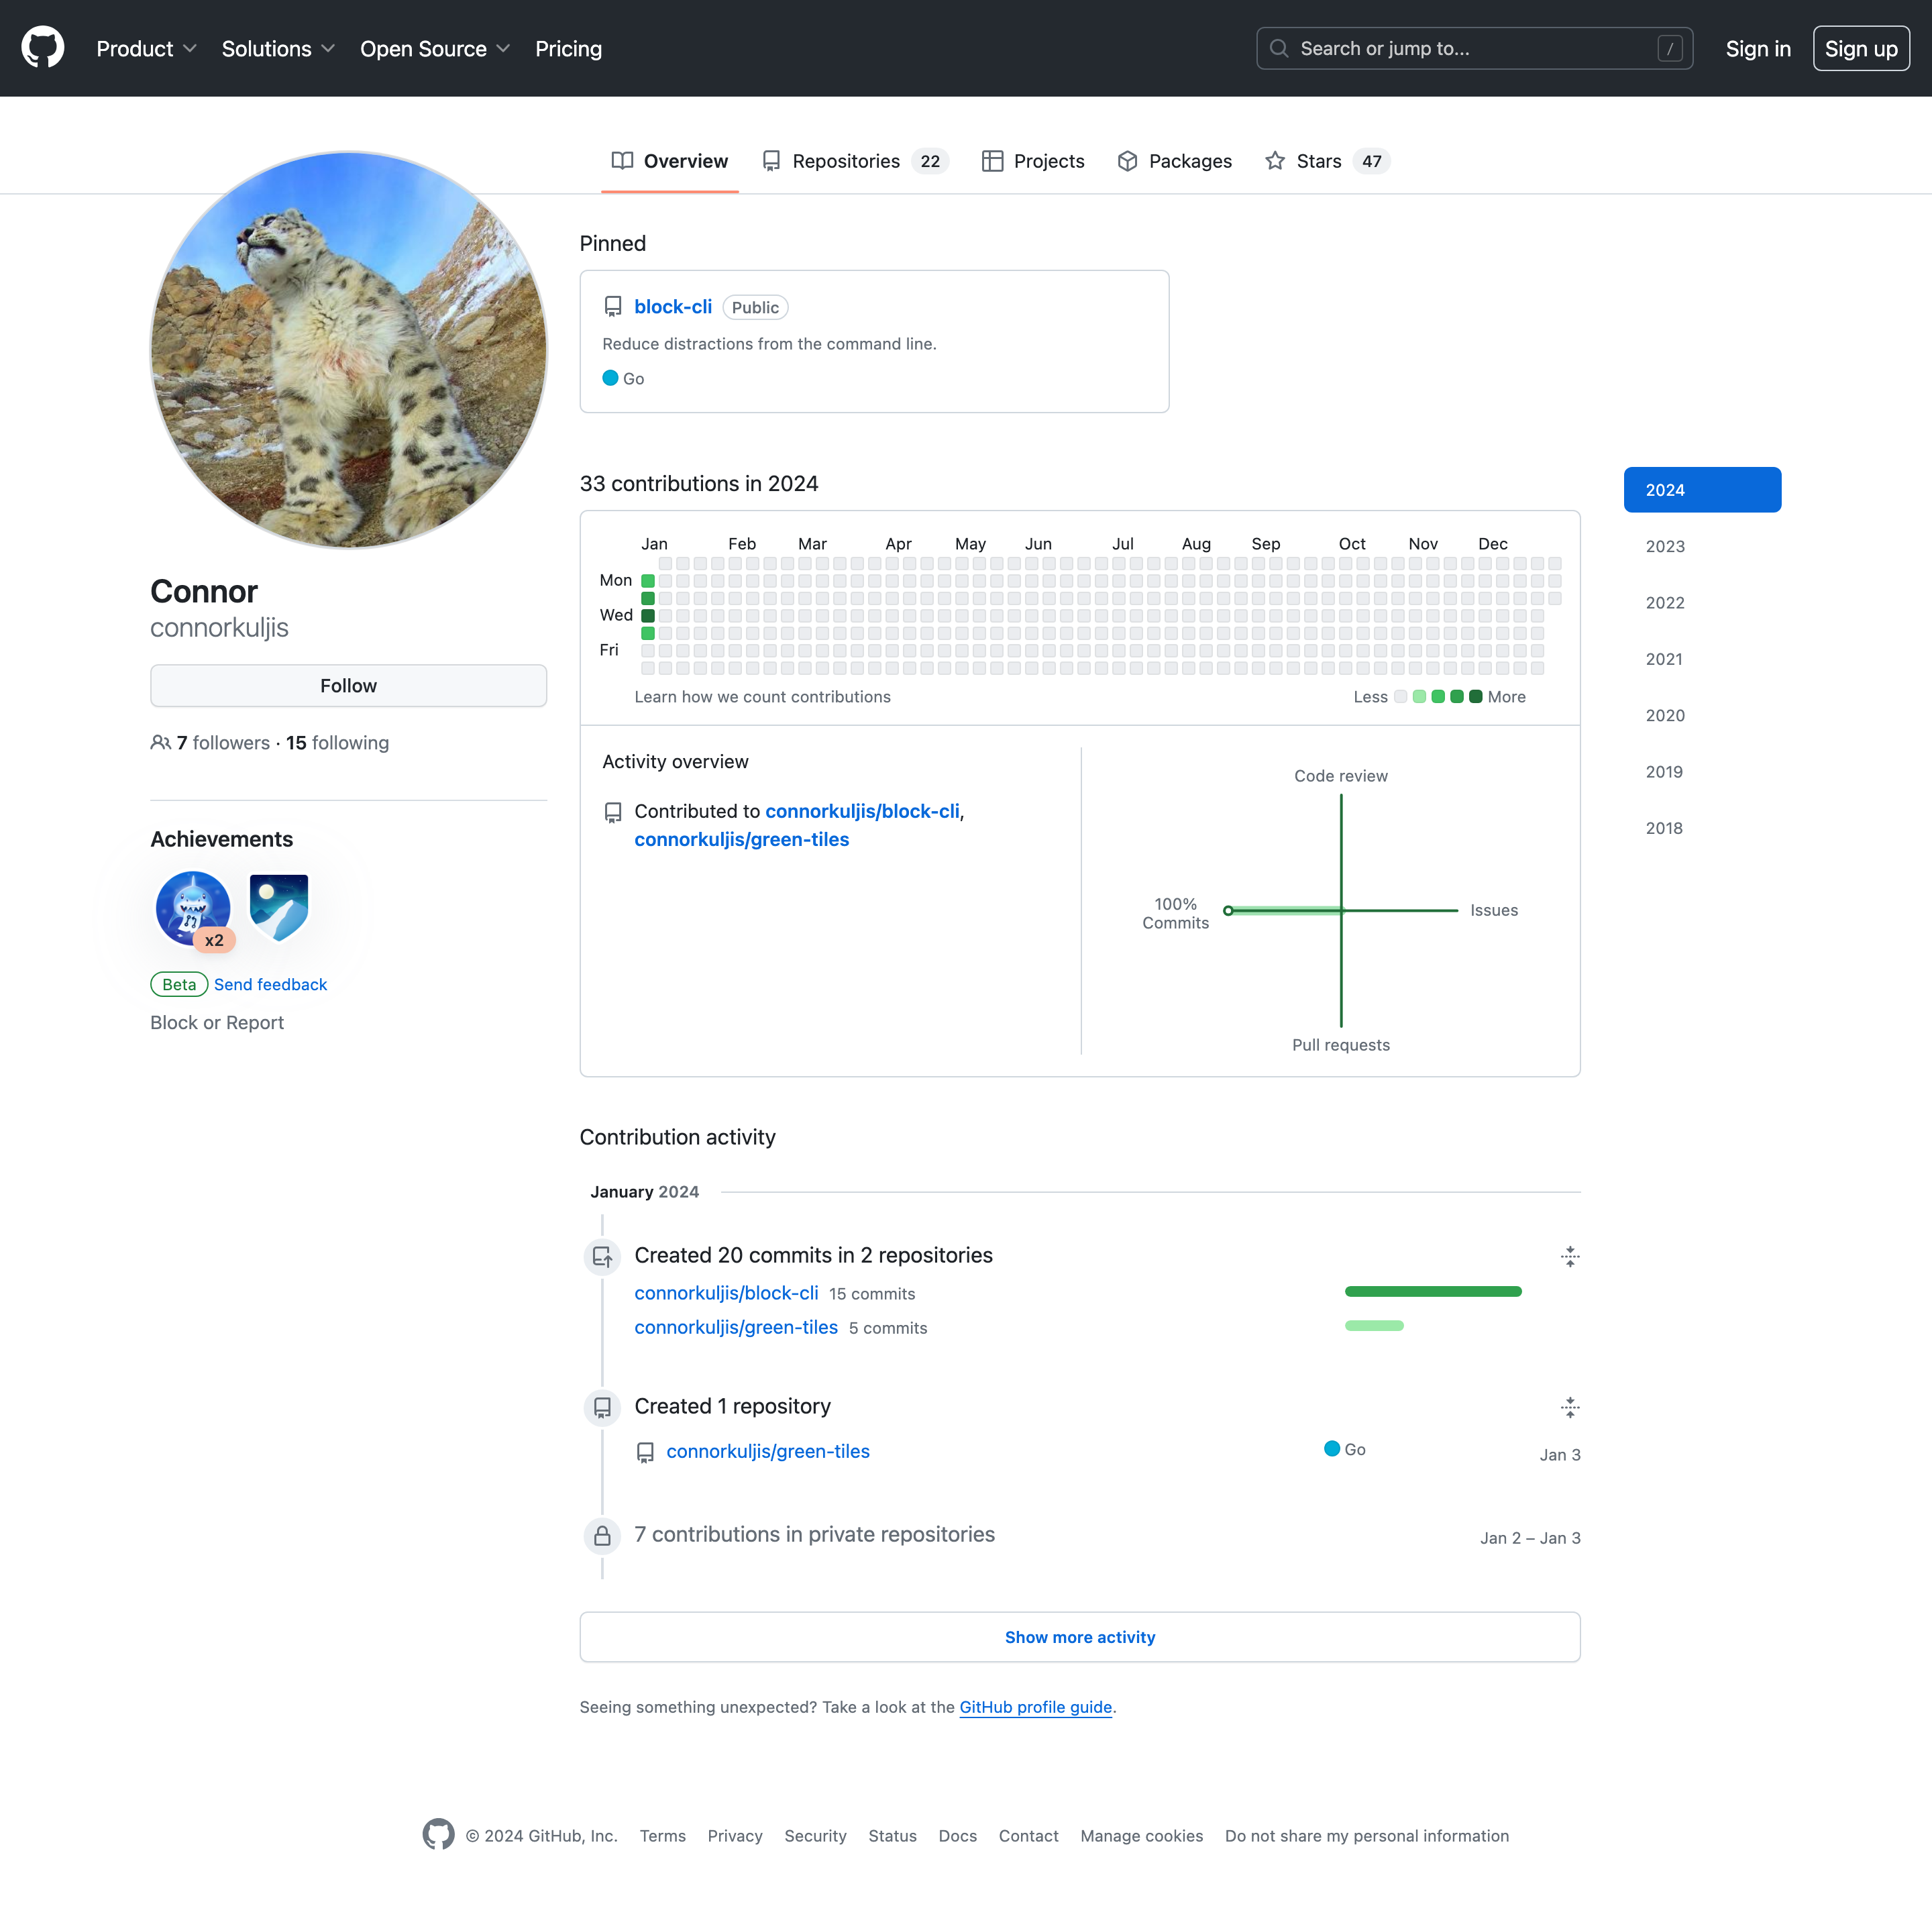 Product Solutions Open Source Pricing Search or jump to... / Sign in Sign up
Overview Repositories 22 Projects Packages Stars 47
Connor
connorkuljis
Follow
7 followers · 15 following
Achievements
x2
Beta Send feedback
Block or Report
Pinned
block-cli Public
Reduce distractions from the command line.
Go
33 contributions in 2024
Jan Feb Mar Apr May Jun Jul Aug Sep Oct Nov Dec
Mon
Wed
Fri
Learn how we count contributions Less More
Activity overview
Contributed to connorkuljis/block-cli,
connorkuljis/green-tiles
Code review
100%
Commits
Issues
Pull requests
2024
2023
2022
2021
2020
2019
2018
Contribution activity
January 2024
Created 20 commits in 2 repositories
connorkuljis/block-cli 15 commits
connorkuljis/green-tiles 5 commits
Created 1 repository
connorkuljis/green-tiles Go Jan 3
7 contributions in private repositories Jan 2 – Jan 3
Show more activity
Seeing something unexpected? Take a look at the GitHub profile guide.
© 2024 GitHub, Inc. Terms Privacy Security Status Docs Contact Manage cookies Do not share my personal information